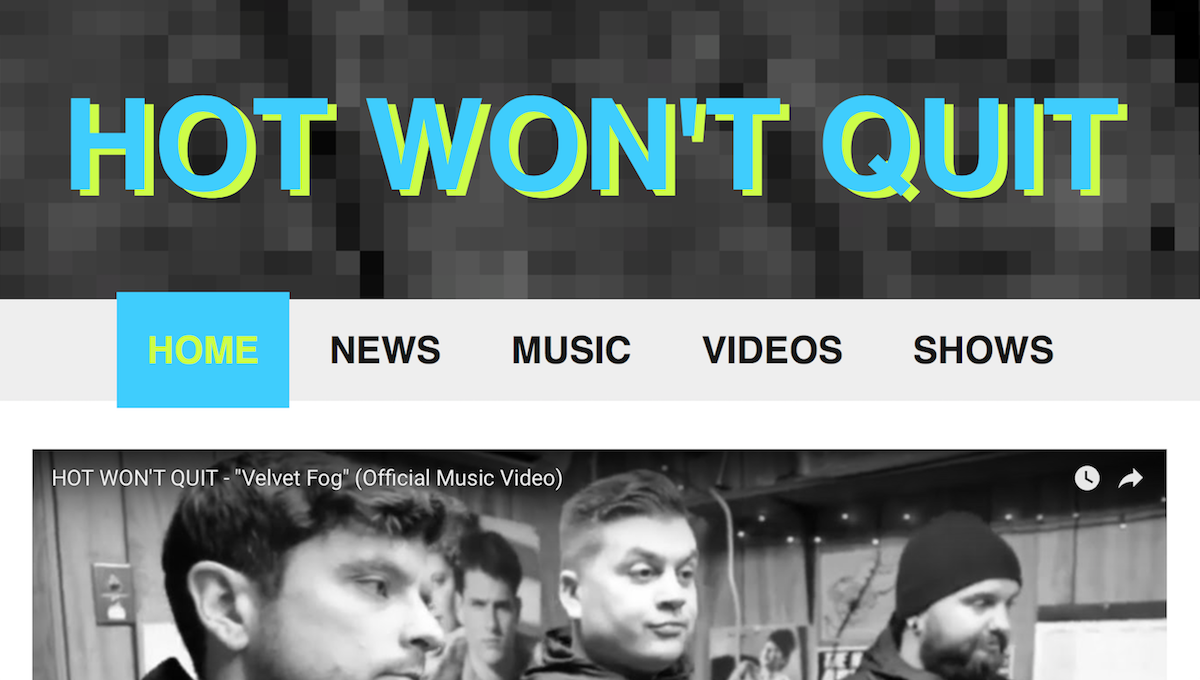 HOT WON'T QUIT
HOME NEWS MUSIC VIDEOS SHOWS
HOT WON'T QUIT - "Velvet Fog" (Official Music Video)